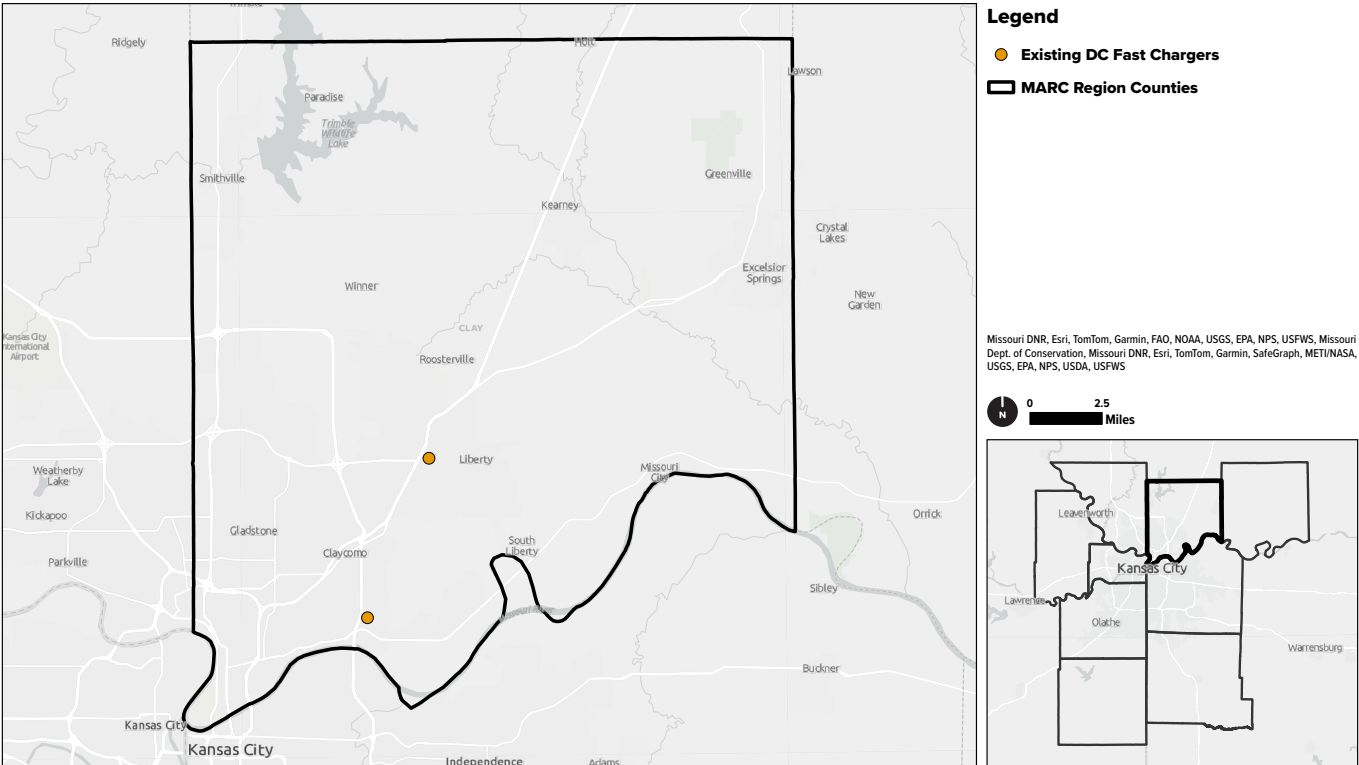 Trimble
Ridgely
Holt
Lawson
Paradise
Trimble
Wildlife
Lake
Smithville
Greenville
Kearney
Crystal
Lakes
Excelsior
Springs
Winner
New
Garden
CLAY
Kansas City
International
Airport
Roosterville
Liberty
Missouri
City
Weatherby
Lake
Kickapoo
Orrick
Gladstone
South
Liberty
Claycomo
Parkville
Sibley
Missouri River
Buckner
Kansas City
Kansas City
Independence
Adams
Legend
Existing DC Fast Chargers
MARC Region Counties
Missouri DNR, Esri, TomTom, Garmin, FAO, NOAA, USGS, EPA, NPS, USFWS, Missouri
Dept. of Conservation, Missouri DNR, Esri, TomTom, Garmin, SafeGraph, METI/NASA,
USGS, EPA, NPS, USDA, USFWS
N
0 2.5
Miles
Leavenworth
Kansas City
Lawrence
Olathe
Warrensburg